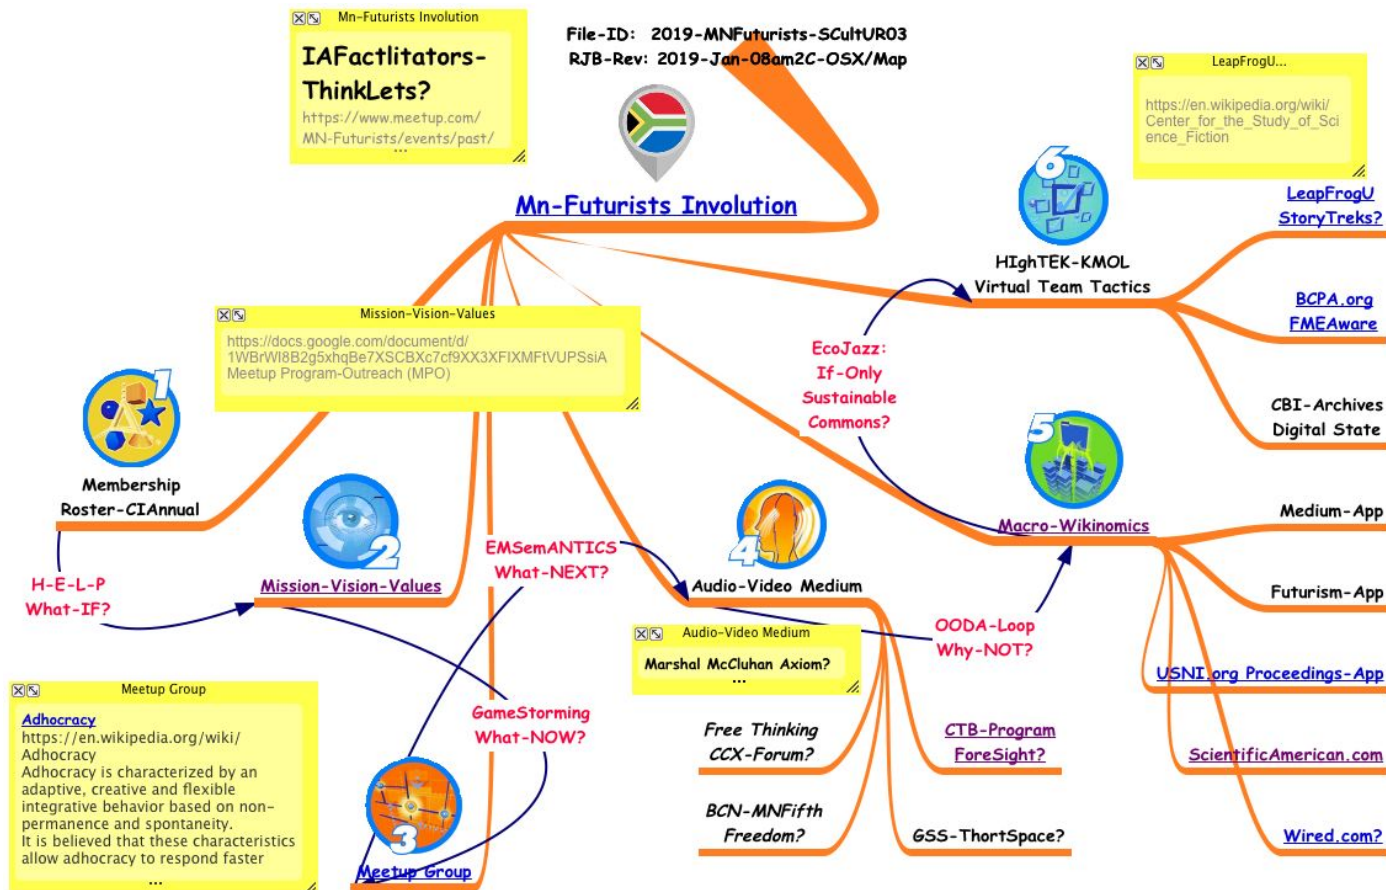 Mn-Futurists Involution
IAFactlitators-
ThinkLets?
https://www.meetup.com/
MN-Futurists/events/past/
...
File-ID: 2019-MNFuturists-SCultUR03
RJB-Rev: 2019-Jan-08am2C-OSX/Map
LeapFrogU...
https://en.wikipedia.org/wiki/
Center_for_the_Study_of_Sci
ence_Fiction
Mn-Futurists Involution
6
HIghTEK-KMOL
Virtual Team Tactics
LeapFrogU
StoryTreks?
BCPA.org
FMEAware
CBI-Archives
Digital State
Mission-Vision-Values
https://docs.google.com/document/d/
1WBrWI8B2g5xhqBe7XSCBXc7cf9XX3XFIXMFtVUPSsiA
Meetup Program-Outreach (MPO)
EcoJazz:
If-Only
Sustainable
Commons?
1
Membership
Roster-CIAnnual
H-E-L-P
What-IF?
2
Mission-Vision-Values
EMSemANTICS
What-NEXT?
4
Audio-Video Medium
5
Macro-Wikinomics
OODA-Loop
Why-NOT?
Medium-App
Futurism-App
USNI.org Proceedings-App
ScientificAmerican.com
Wired.com?
Audio-Video Medium
Marshal McCluhan Axiom?
...
Free Thinking
CCX-Forum?
BCN-MNFifth
Freedom?
CTB-Program
ForeSight?
GSS-ThortSpace?
GameStorming
What-NOW?
3
Meetup Group
Meetup Group
Adhocracy
https://en.wikipedia.org/wiki/
Adhocracy
Adhocracy is characterized by an
adaptive, creative and flexible
integrative behavior based on non-
permanence and spontaneity.
It is believed that these characteristics
allow adhocracy to respond faster
...